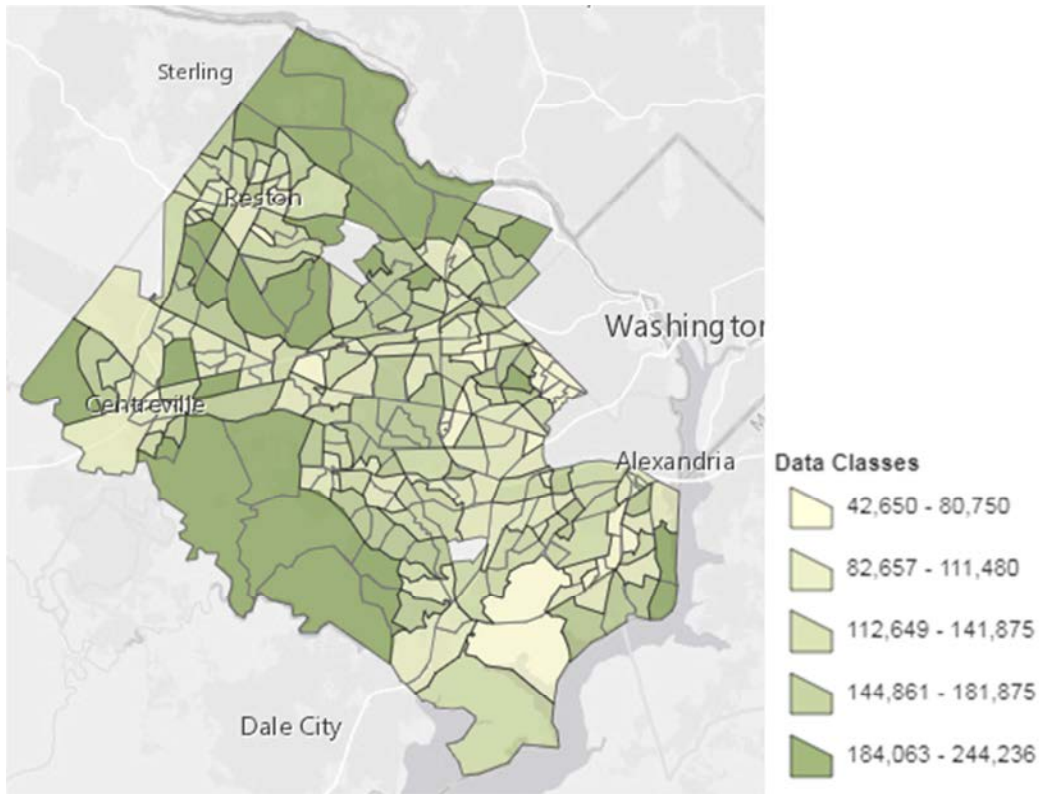 Sterling
Reston
Washington
Centreville
Alexandria
Dale City
M
Data Classes
42,650 - 80,750
82,657 - 111,480
112,649 - 141,875
144,861 - 181,875
184,063 - 244,236